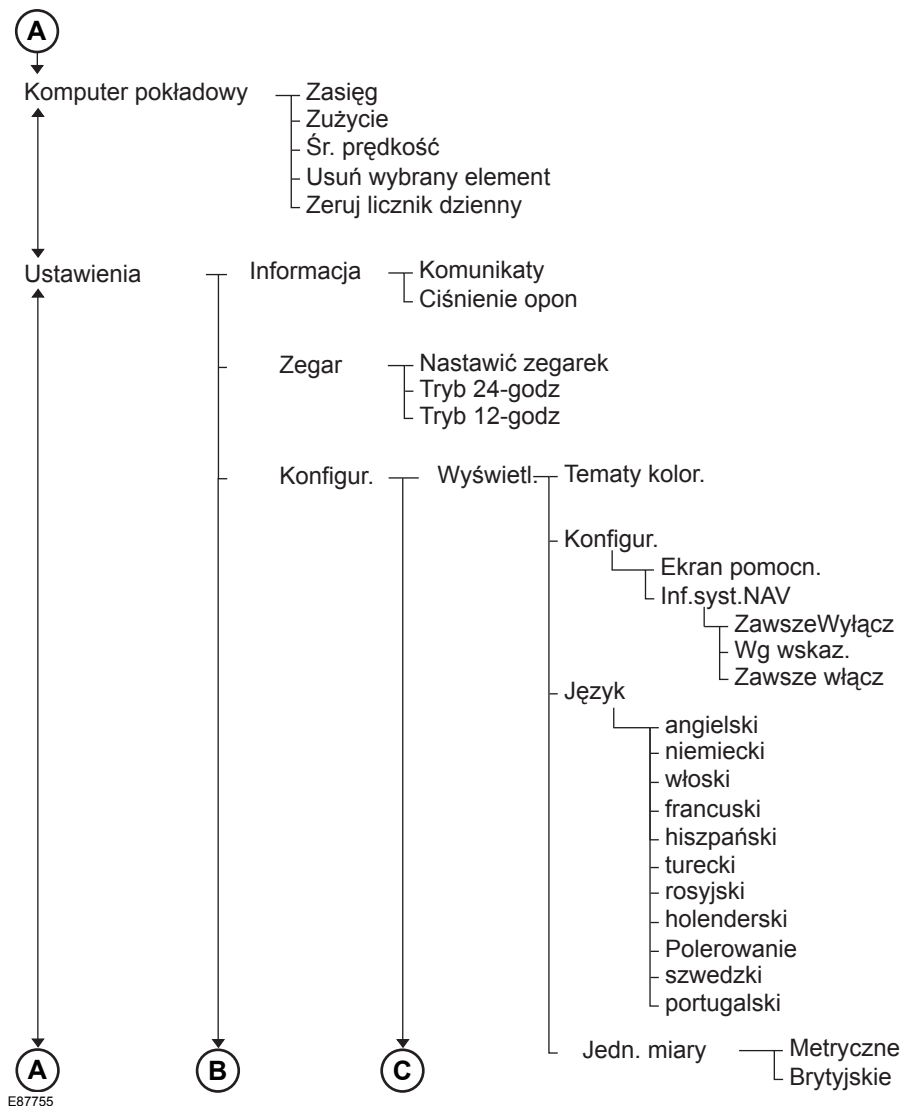 A
Komputer pokładowy
Zasięg
Zużycie
Śr. prędkość
Usuń wybrany element
Zeruj licznik dzienny
Ustawienia
Informacja
Komunikaty
Ciśnienie opon
Zegar
Nastawić zegarek
Tryb 24-godz
Tryb 12-godz
Konfigur.
Wyświetl.
Tematy kolor.
Konfigur.
Ekran pomocn.
Inf.syst.NAV
ZawszeWyłącz
Wg wskaz.
Zawsze włącz
Język
angielski
niemiecki
włoski
francuski
hiszpański
turecki
rosyjski
holenderski
Polerowanie
szwedzki
portugalski
Jedn. miary
Metryczne
Brytyjskie
A
B
C
E87755